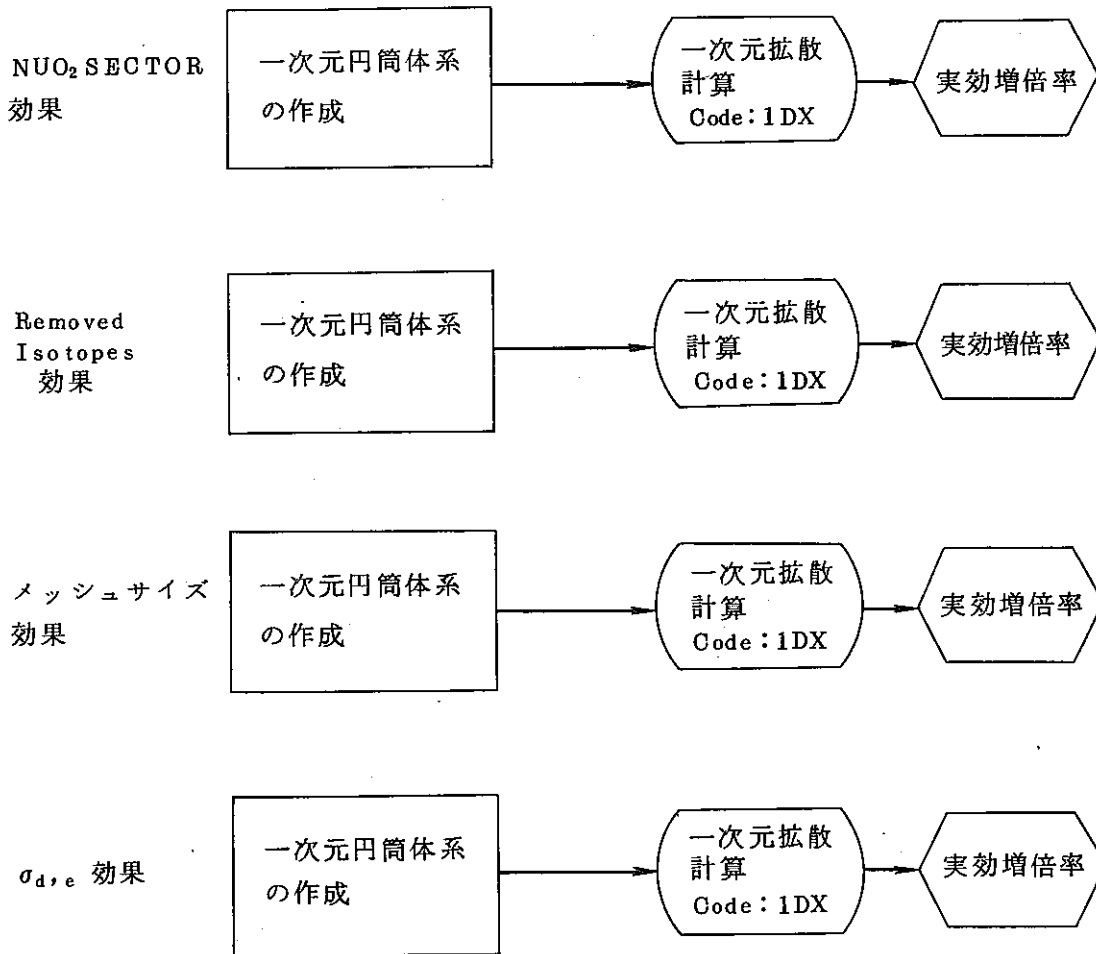 NUO₂ SECTOR
効果
一次元円筒体系
の作成
一次元拡散
計算
Code:1DX
実効増倍率
Removed
Isotopes
効果
一次元円筒体系
の作成
一次元拡散
計算
Code:1DX
実効増倍率
メッシュサイズ
効果
一次元円筒体系
の作成
一次元拡散
計算
Code:1DX
実効増倍率
σd,e 効果
一次元円筒体系
の作成
一次元拡散
計算
Code:1DX
実効増倍率